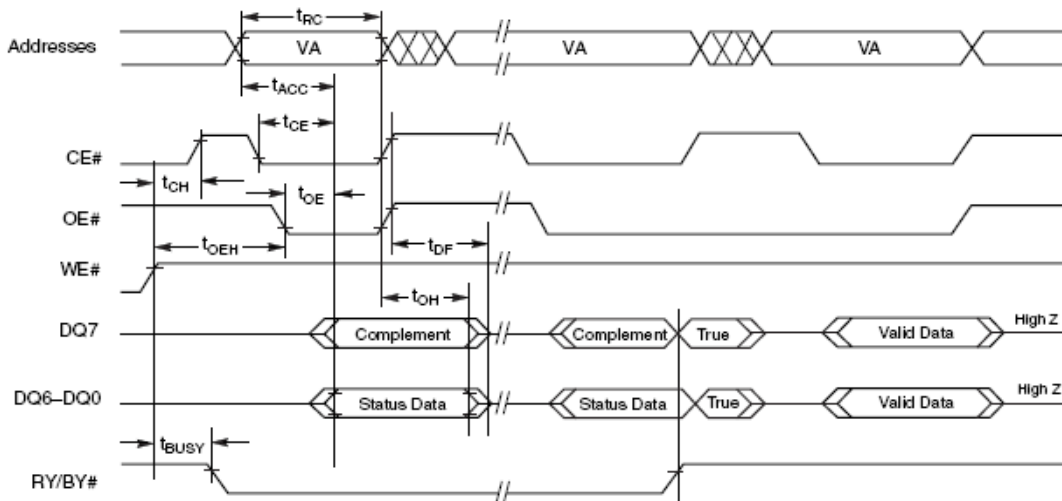 tRC
Addresses VA VA VA
tACC
tCE
CE#
tCH
tOE
OE#
tOEH
tDF
WE#
tOH
DQ7 Complement Complement True Valid Data High Z
DQ6–DQ0 Status Data Status Data True Valid Data High Z
tBUSY
RY/BY#